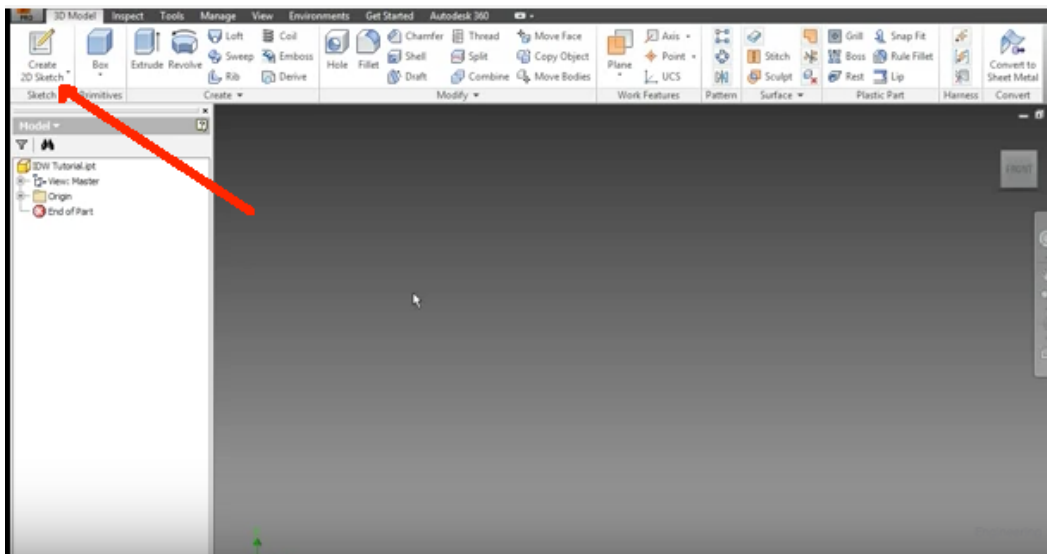 PRO 3D Model Inspect Tools Manage View Environments Get Started Autodesk 360
Create 2D Sketch
Box
Extrude Revolve
Loft Coil
Sweep Emboss
Rib Derive
Hole Fillet
Chamfer Thread Move Face
Shell Split Copy Object
Draft Combine Move Bodies
Plane
Axis
Point
UCS
Stitch
Sculpt
Grill Snap Fit
Boss Rule Fillet
Rest Lip
Convert to Sheet Metal
Sketch Primitives Create Modify Work Features Pattern Surface Plastic Part Harness Convert
Model
IDW Tutorial.ipt
View: Master
Origin
End of Part
FRONT